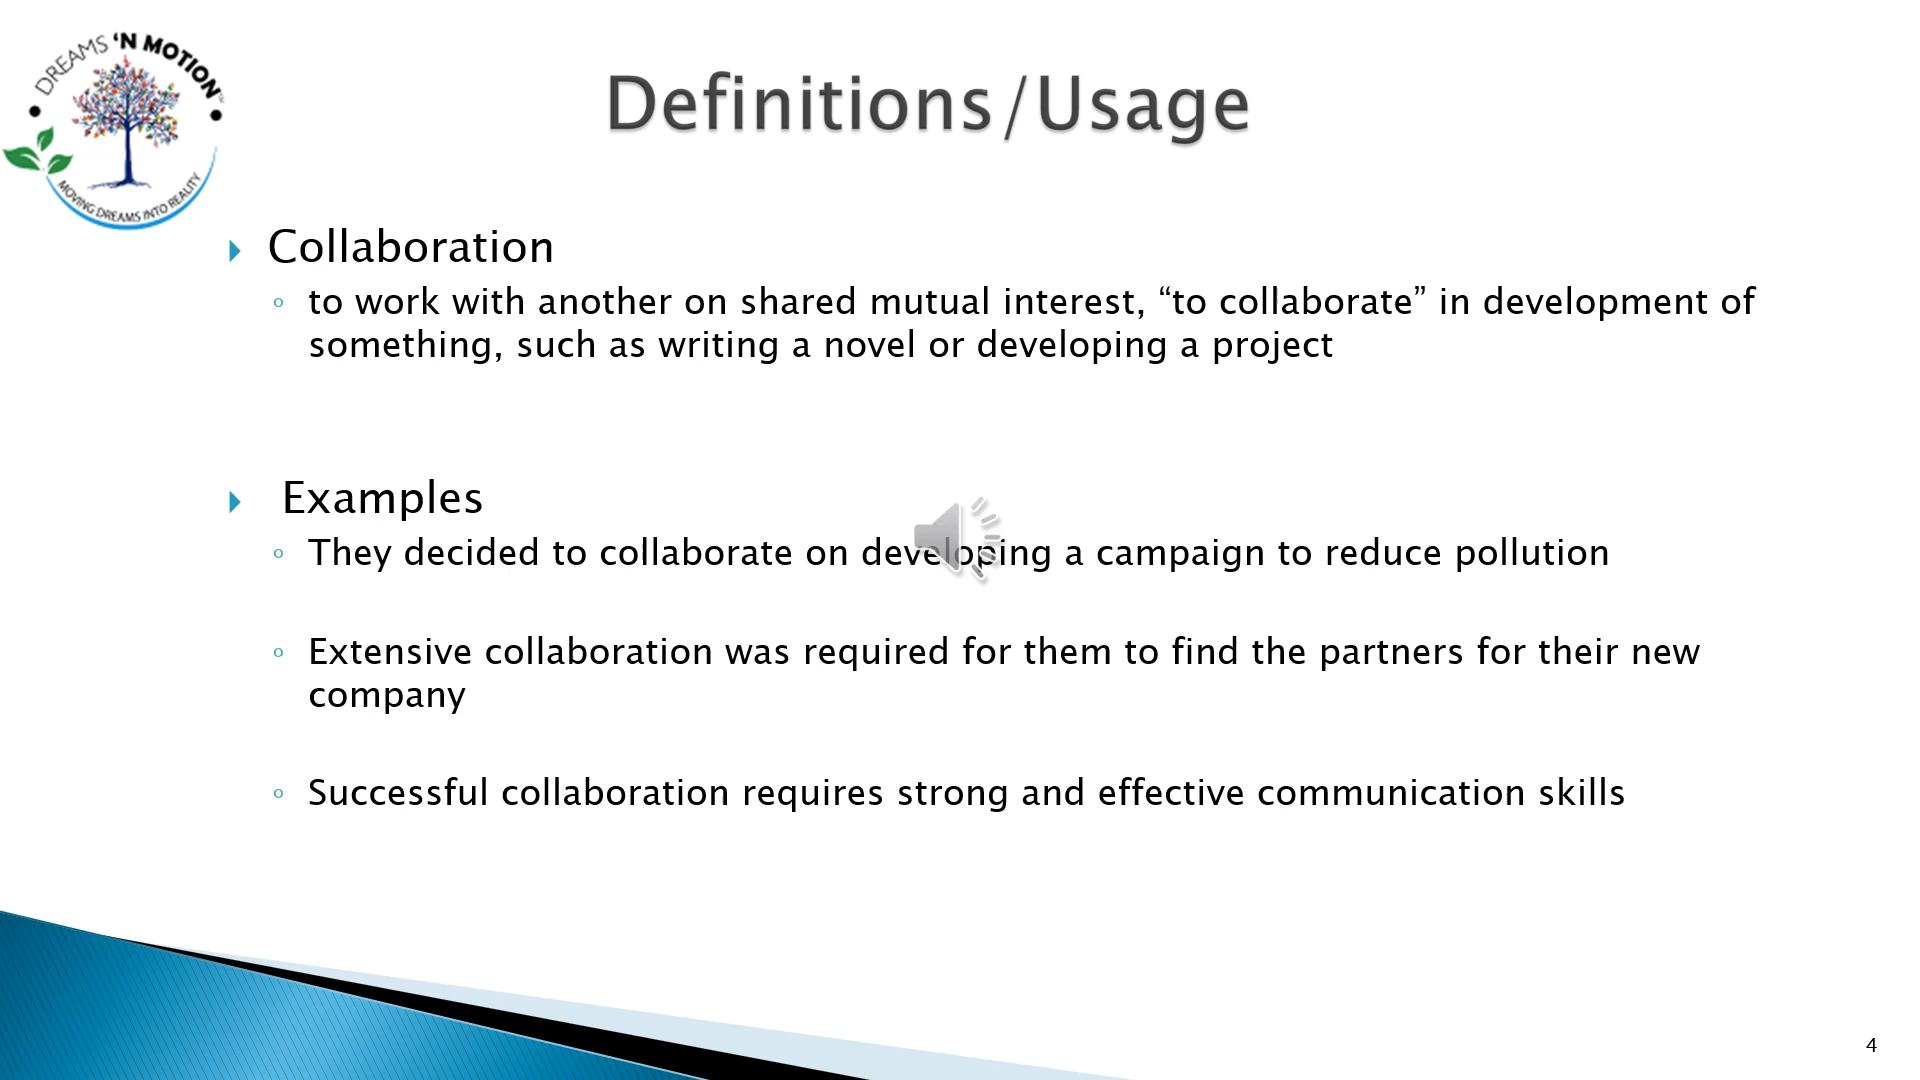 DREAMS ‘N MOTION
MOVING DREAMS INTO REALITY
Definitions/Usage
Collaboration
to work with another on shared mutual interest, “to collaborate” in development of
something, such as writing a novel or developing a project
Examples
They decided to collaborate on developing a campaign to reduce pollution
Extensive collaboration was required for them to find the partners for their new
company
Successful collaboration requires strong and effective communication skills
4